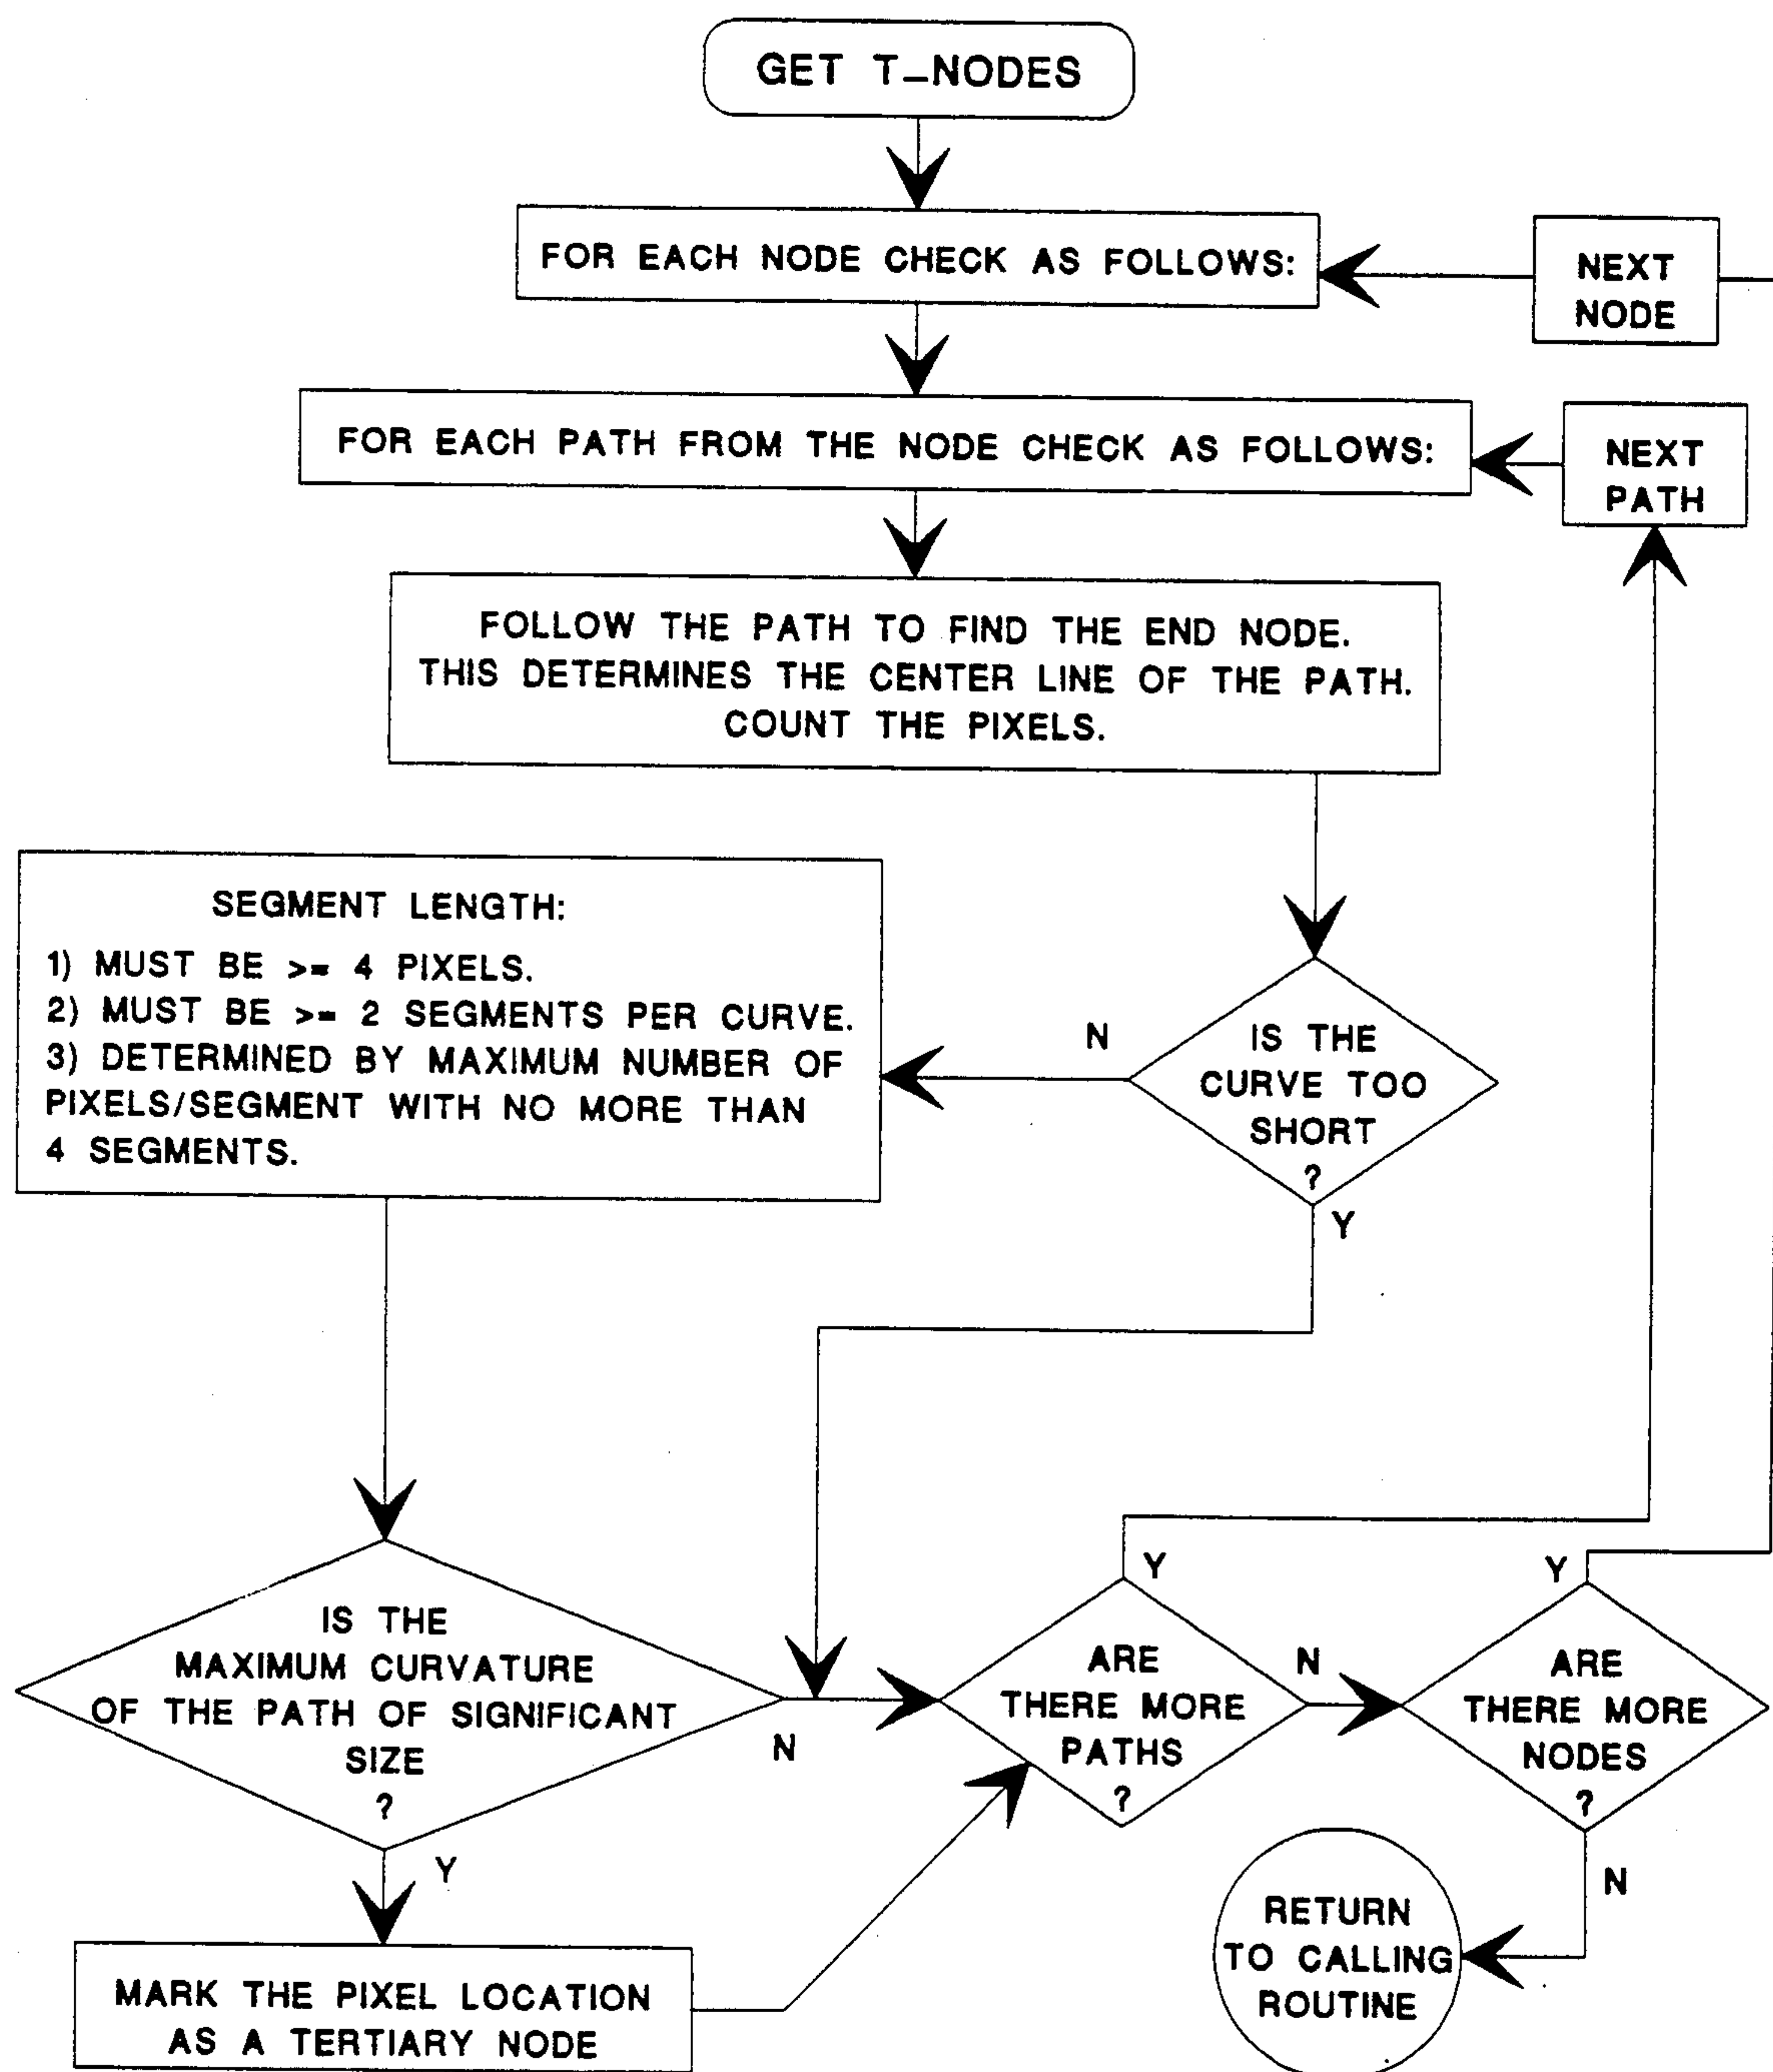 GET T-NODES
FOR EACH NODE CHECK AS FOLLOWS:
NEXT
NODE
FOR EACH PATH FROM THE NODE CHECK AS FOLLOWS:
NEXT
PATH
FOLLOW THE PATH TO FIND THE END NODE.
THIS DETERMINES THE CENTER LINE OF THE PATH.
COUNT THE PIXELS.
SEGMENT LENGTH:
1) MUST BE >= 4 PIXELS.
2) MUST BE >= 2 SEGMENTS PER CURVE.
3) DETERMINED BY MAXIMUM NUMBER OF
PIXELS/SEGMENT WITH NO MORE THAN
4 SEGMENTS.
N
IS THE
CURVE TOO
SHORT
?
Y
IS THE
MAXIMUM CURVATURE
OF THE PATH OF SIGNIFICANT
SIZE
?
N
Y
Y
ARE
THERE MORE
PATHS
?
N
Y
ARE
THERE MORE
NODES
?
N
MARK THE PIXEL LOCATION
AS A TERTIARY NODE
RETURN
TO CALLING
ROUTINE